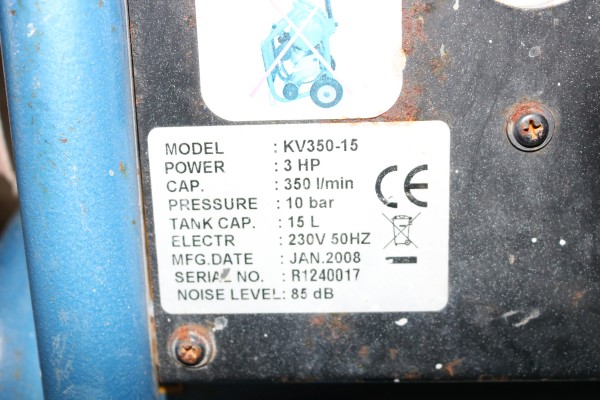 MODEL : KV350-15
POWER : 3 HP
CAP. : 350 l/min
PRESSURE : 10 bar
TANK CAP. : 15 L
ELECTR : 230V 50HZ
MFG.DATE : JAN.2008
SERIAL NO. : R1240017
NOISE LEVEL: 85 dB
CE